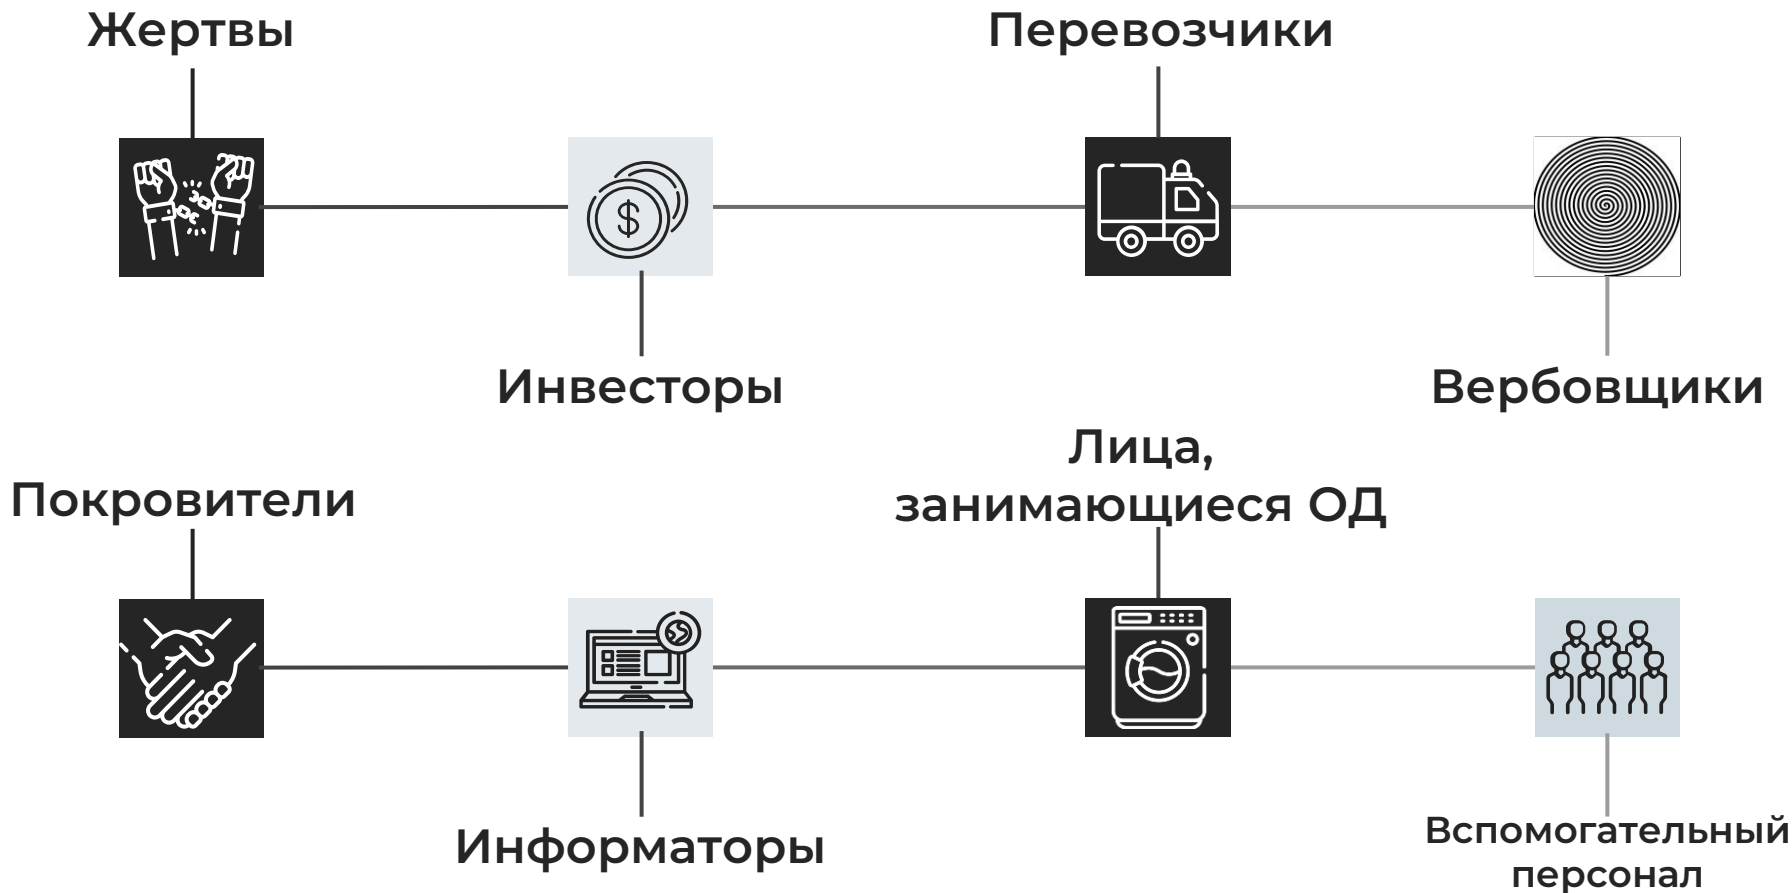 Жертвы
Перевозчики
Инвесторы
Вербовщики
Покровители
Лица,
занимающиеся ОД
Информаторы
Вспомогательный
персонал